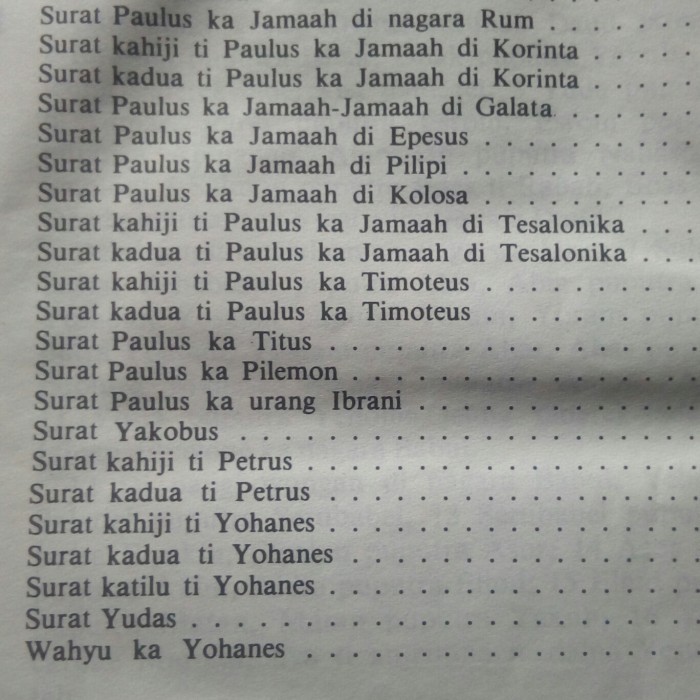 Surat Paulus ka Jamaah di nagara Rum . . . . . . .
Surat kahiji ti Paulus ka Jamaah di Korinta . . . . .
Surat kadua ti Paulus ka Jamaah di Korinta . . . . .
Surat Paulus ka Jamaah-Jamaah di Galata . . . . . .
Surat Paulus ka Jamaah di Epesus . . . . . . . . . .
Surat Paulus ka Jamaah di Pilipi . . . . . . . . . . .
Surat Paulus ka Jamaah di Kolosa . . . . . . . . . .
Surat kahiji ti Paulus ka Jamaah di Tesalonika . . .
Surat kadua ti Paulus ka Jamaah di Tesalonika . . .
Surat kahiji ti Paulus ka Timoteus . . . . . . . . . .
Surat kadua ti Paulus ka Timoteus . . . . . . . . . .
Surat Paulus ka Titus . . . . . . . . . . . . . . . . .
Surat Paulus ka Pilemon . . . . . . . . . . . . . . . .
Surat Paulus ka urang Ibrani . . . . . . . . . . . . .
Surat Yakobus . . . . . . . . . . . . . . . . . . . . .
Surat kahiji ti Petrus . . . . . . . . . . . . . . . . . .
Surat kadua ti Petrus . . . . . . . . . . . . . . . . .
Surat kahiji ti Yohanes . . . . . . . . . . . . . . . . .
Surat kadua ti Yohanes . . . . . . . . . . . . . . . .
Surat katilu ti Yohanes . . . . . . . . . . . . . . . . .
Surat Yudas . . . . . . . . . . . . . . . . . . . . . . .
Wahyu ka Yohanes . . . . . . . . . . . . . . . . . .